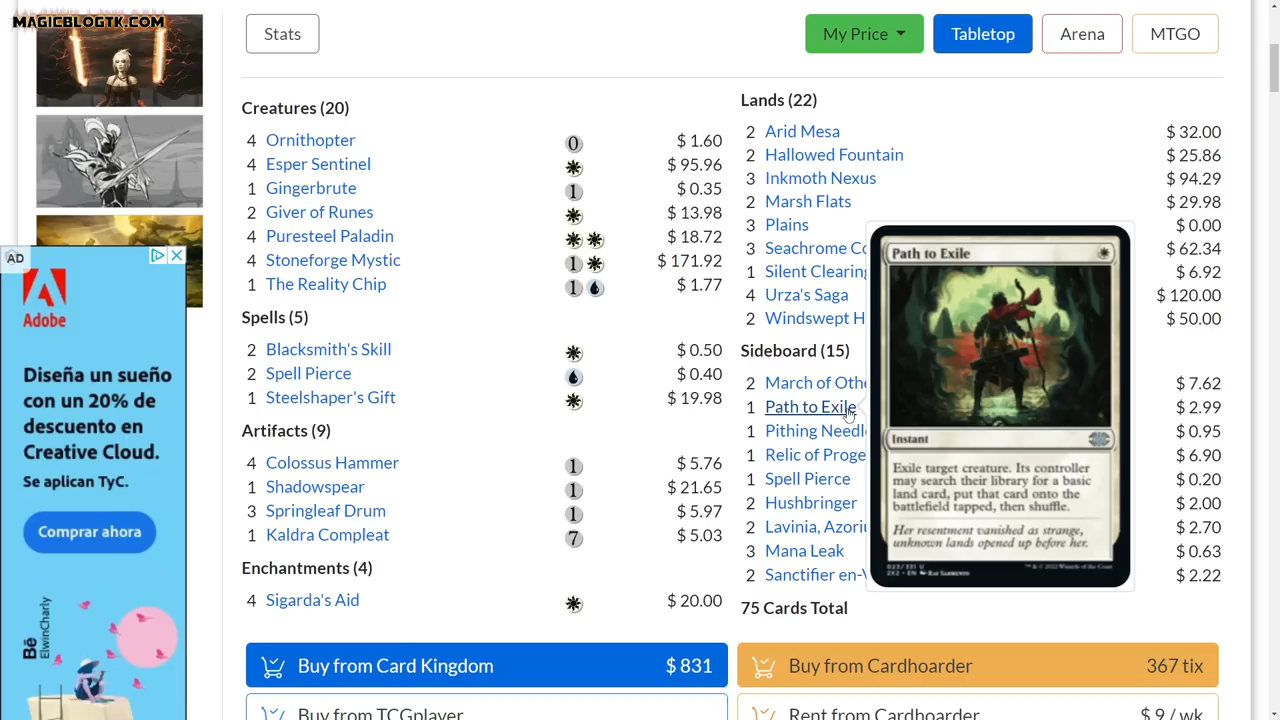 MAGICBLOGTK.COM
Stats
My Price
Tabletop
Arena
MTGO
Creatures (20)
4 Ornithopter 0 $ 1.60
4 Esper Sentinel $ 95.96
1 Gingerbrute 1 $ 0.35
2 Giver of Runes $ 13.98
4 Puresteel Paladin $ 18.72
4 Stoneforge Mystic 1 $ 171.92
1 The Reality Chip 1 $ 1.77
Spells (5)
2 Blacksmith's Skill $ 0.50
2 Spell Pierce $ 0.40
1 Steelshaper's Gift $ 19.98
Artifacts (9)
4 Colossus Hammer 1 $ 5.76
1 Shadowspear 1 $ 21.65
3 Springleaf Drum 1 $ 5.97
1 Kaldra Compleat 7 $ 5.03
Enchantments (4)
4 Sigarda's Aid $ 20.00
Lands (22)
2 Arid Mesa $ 32.00
2 Hallowed Fountain $ 25.86
3 Inkmoth Nexus $ 94.29
2 Marsh Flats $ 29.98
3 Plains $ 0.00
3 Seachrome Co $ 62.34
1 Silent Clearing $ 6.92
4 Urza's Saga $ 120.00
2 Windswept H $ 50.00
Sideboard (15)
2 March of Othe $ 7.62
1 Path to Exile $ 2.99
1 Pithing Needl $ 0.95
1 Relic of Proge $ 6.90
1 Spell Pierce $ 0.20
2 Hushbringer $ 2.00
2 Lavinia, Azoriu $ 2.70
3 Mana Leak $ 0.63
2 Sanctifier en-V $ 2.22
75 Cards Total
Path to Exile
Instant
Exile target creature. Its controller
may search their library for a basic
land card, put that card onto the
battlefield tapped, then shuffle.
Her resentment vanished as strange,
unknown lands opened up before her.
Buy from Card Kingdom $ 831
Buy from Cardhoarder 367 tix
Buy from TCGplayer
Rent from Cardhoarder $ 9 / wk
AD
Adobe
Diseña un sueño
con un 20% de
descuento en
Creative Cloud.
Se aplican TyC.
Comprar ahora
Bē
ElwinCharly